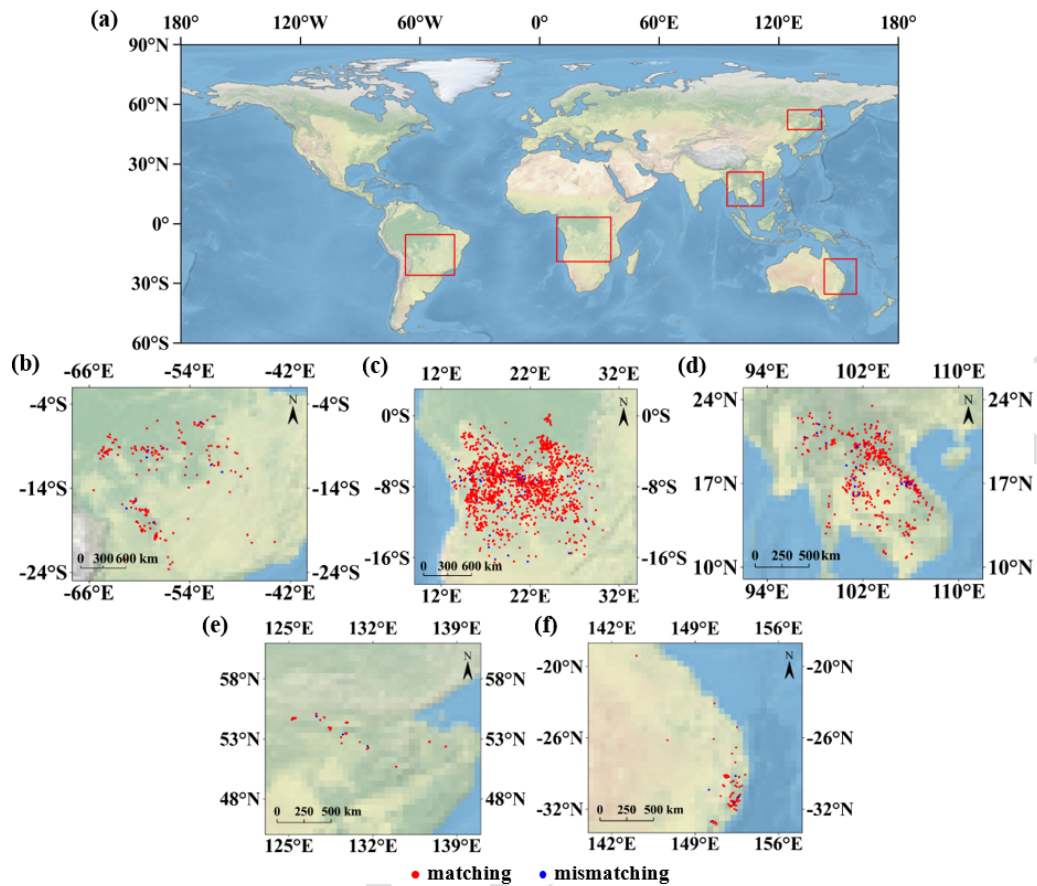 (a)
180° 120°W 60°W 0° 60°E 120°E 180°
90°N
60°N
30°N
0°
30°S
60°S
(b) -66°E -54°E -42°E
-4°S -4°S
N
-14°S -14°S
-24°S -24°S
0 300 600 km
-66°E -54°E -42°E
(c) 12°E 22°E 32°E
0°S 0°S
N
-8°S -8°S
-16°S -16°S
0 300 600 km
12°E 22°E 32°E
(d) 94°E 102°E 110°E
24°N 24°N
N
17°N 17°N
10°N 10°N
0 250 500 km
94°E 102°E 110°E
(e) 125°E 132°E 139°E
N
58°N 58°N
53°N 53°N
48°N 48°N
0 250 500 km
125°E 132°E 139°E
(f) 142°E 149°E 156°E
N
-20°N -20°N
-26°N -26°N
-32°N -32°N
0 250 500 km
142°E 149°E 156°E
matching mismatching